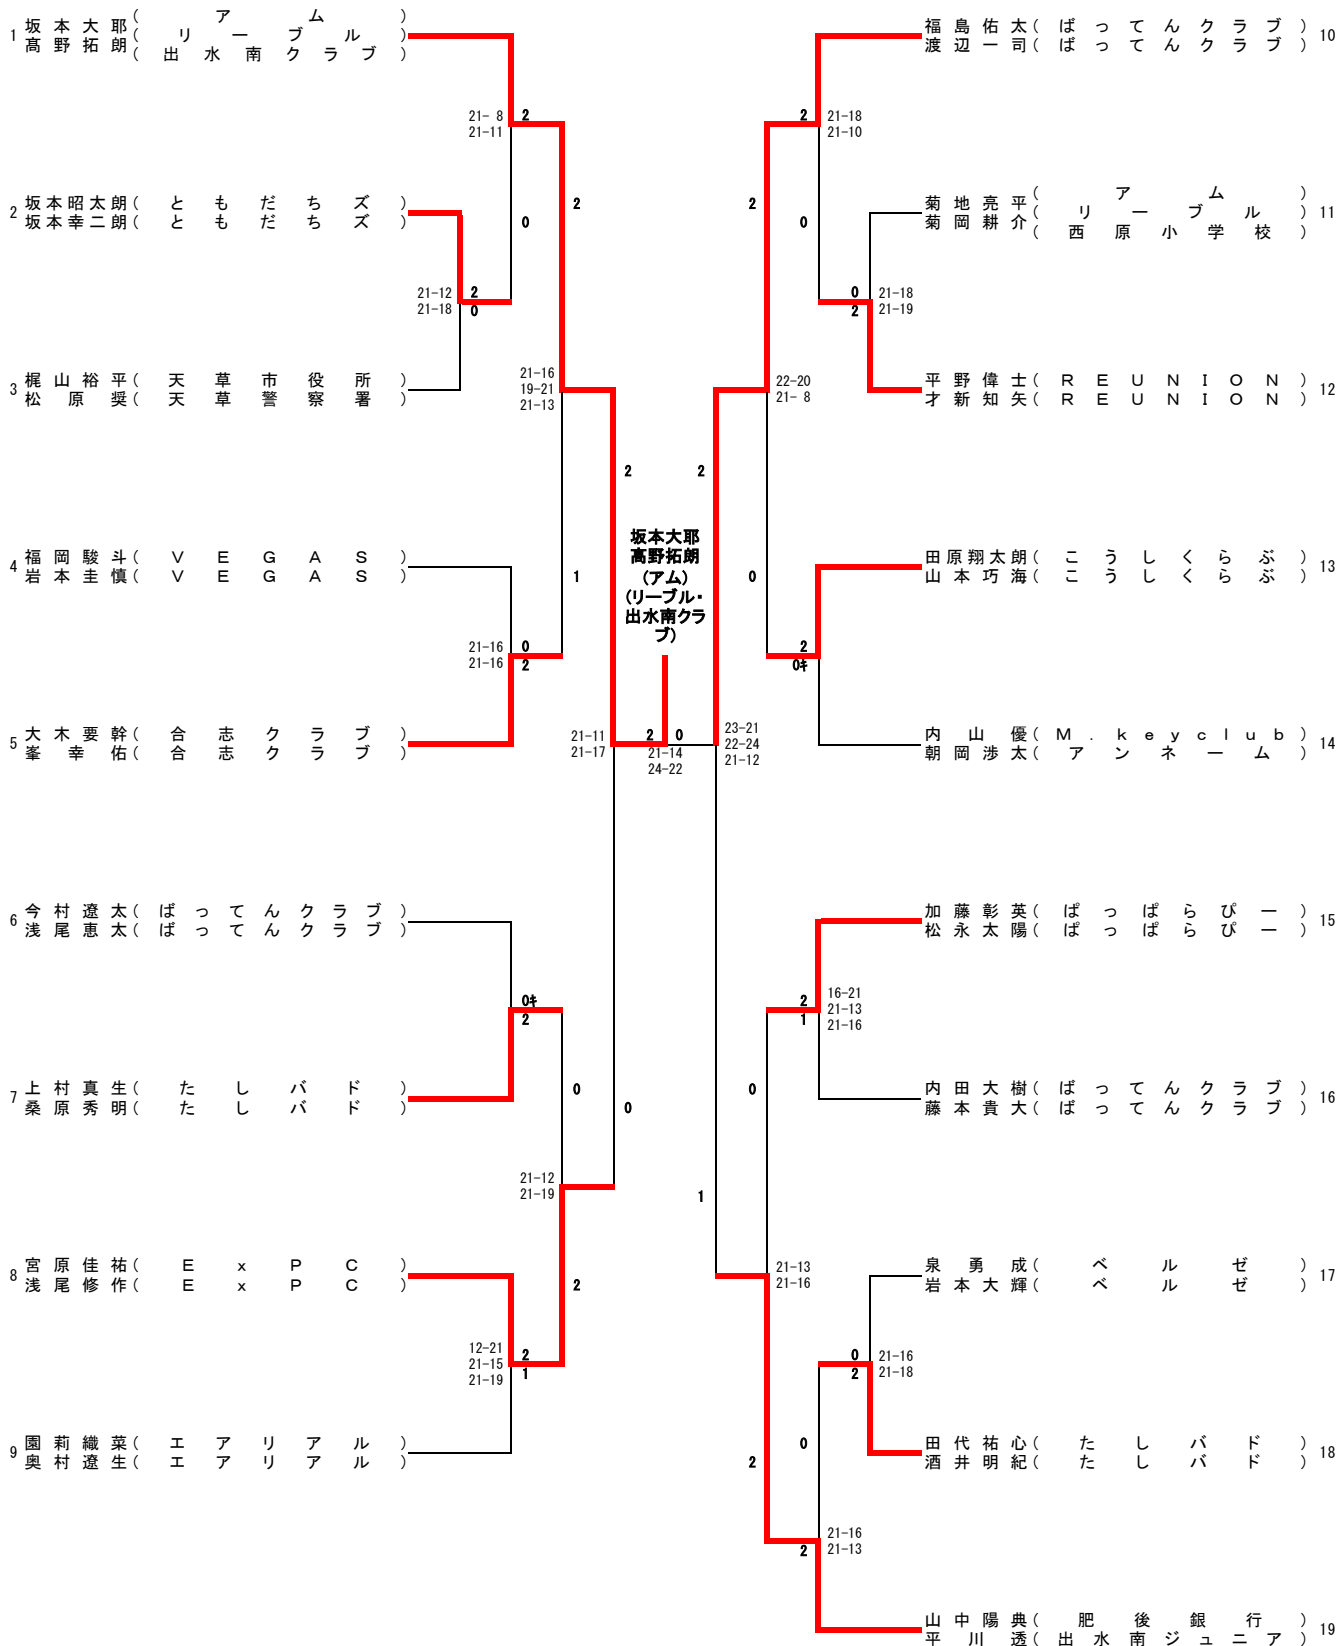 1 坂本大耶(アム)
髙野拓朗(リーブル)
(出水南クラブ)
21- 8 2
21-11
0
2 坂本昭太朗(ともだちズ)
坂本幸二朗(ともだちズ)
21-12 2
21-18 0
3 梶山裕平(天草市役所)
松原奨(天草警察署)
2
21-16
19-21
21-13
1
4 福岡駿斗(VEGAS)
岩本圭慎(VEGAS)
21-16 0
21-16 2
5 大木要幹(合志クラブ)
峯幸佑(合志クラブ)
2
21-11
21-17
0
6 今村遼太(ばってんクラブ)
浅尾恵太(ばってんクラブ)
0ｷ
2
7 上村真生(たしバド)
桑原秀明(たしバド)
0
21-12
21-19
2
8 宮原佳祐(ExPC)
浅尾修作(ExPC)
12-21
21-15 2
21-19 1
9 園莉織菜(エアリアル)
奥村遼生(エアリアル)
坂本大耶
髙野拓朗
(アム)
(リーブル・
出水南クラ
ブ)
2 0
21-14
24-22
福島佑太(ばってんクラブ) 10
渡辺一司(ばってんクラブ)
2 21-18
21-10
0
菊地亮平(アム) 11
菊岡耕介(リーブル)
(西原小学校)
0 21-18
2 21-19
平野偉士(REUNION) 12
才新知矢(REUNION)
2
22-20
21- 8
0
田原翔太朗(こうしくらぶ) 13
山本巧海(こうしくらぶ)
2
0ｷ
内山優(M.keyclub) 14
朝岡渉太(アンネーム)
2
23-21
22-24
21-12
1
加藤彰英(ぱっぱらぴー) 15
松永太陽(ぱっぱらぴー)
16-21
2 21-13
1 21-16
内田大樹(ばってんクラブ) 16
藤本貴大(ばってんクラブ)
0
21-13
21-16
2
泉勇成(ベルゼ) 17
岩本大輝(ベルゼ)
0 21-16
2 21-18
田代祐心(たしバド) 18
酒井明紀(たしバド)
0
21-16
2 21-13
山中陽典(肥後銀行) 19
平川透(出水南ジュニア)